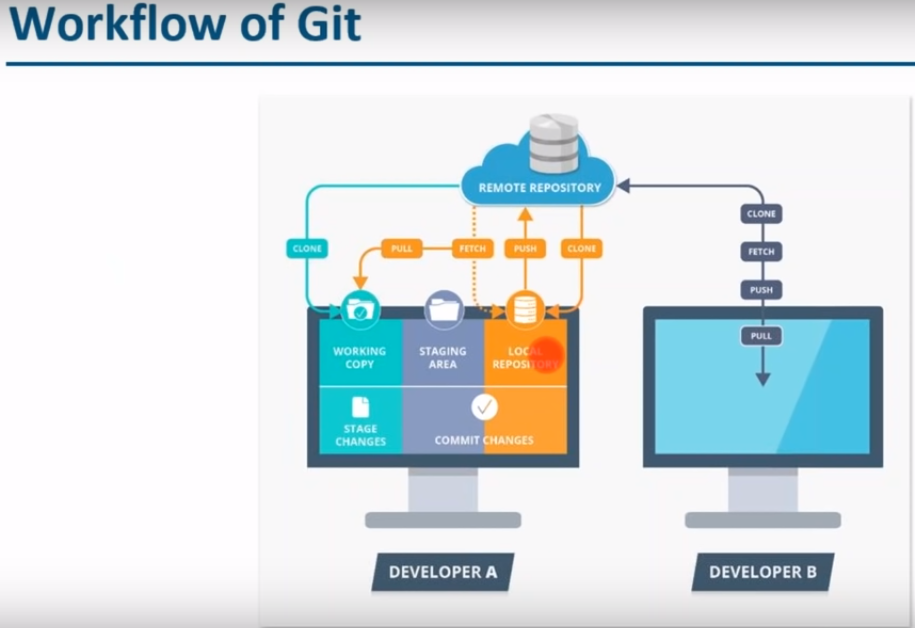 Workflow of Git
REMOTE REPOSITORY
CLONE
PULL
FETCH
PUSH
CLONE
CLONE
FETCH
PUSH
PULL
WORKING
COPY
STAGING
AREA
LOCAL
REPOSITORY
STAGE
CHANGES
COMMIT CHANGES
DEVELOPER A
DEVELOPER B